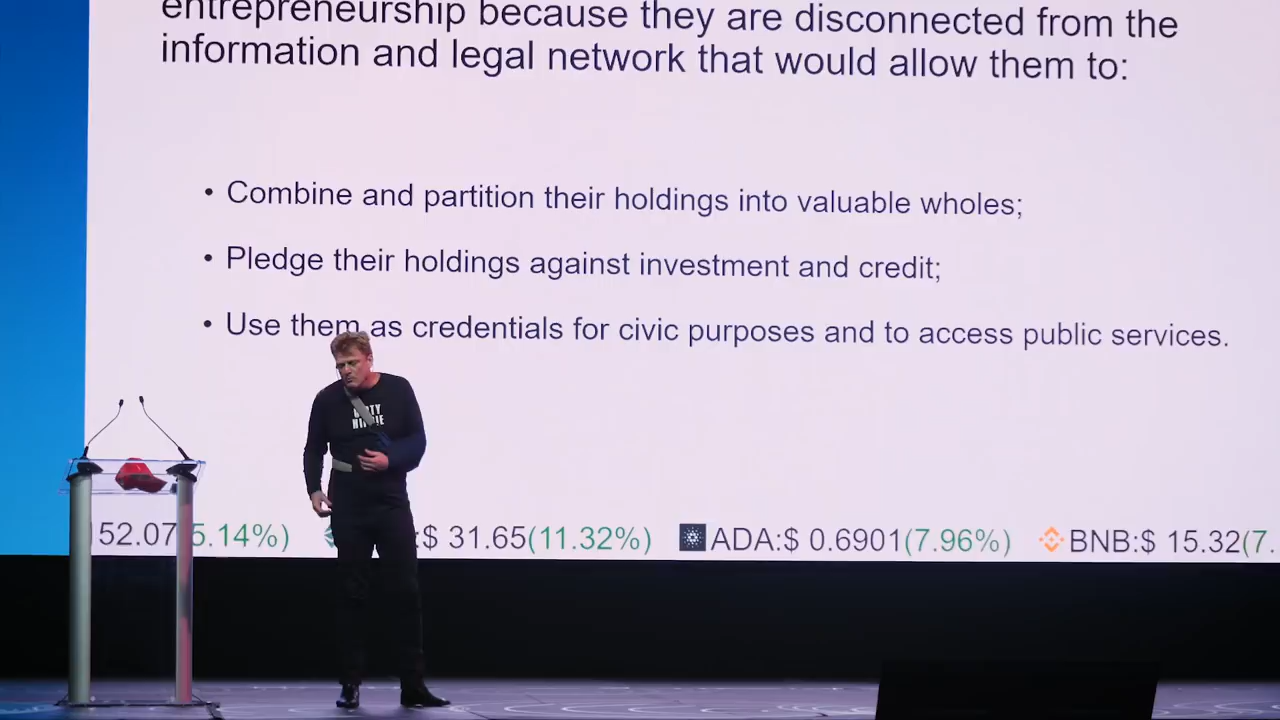 entrepreneurship because they are disconnected from the
information and legal network that would allow them to:
• Combine and partition their holdings into valuable wholes;
• Pledge their holdings against investment and credit;
• Use them as credentials for civic purposes and to access public services.
52.07 5.14%) :$ 31.65(11.32%) ADA:$ 0.6901(7.96%) BNB:$ 15.32(7.